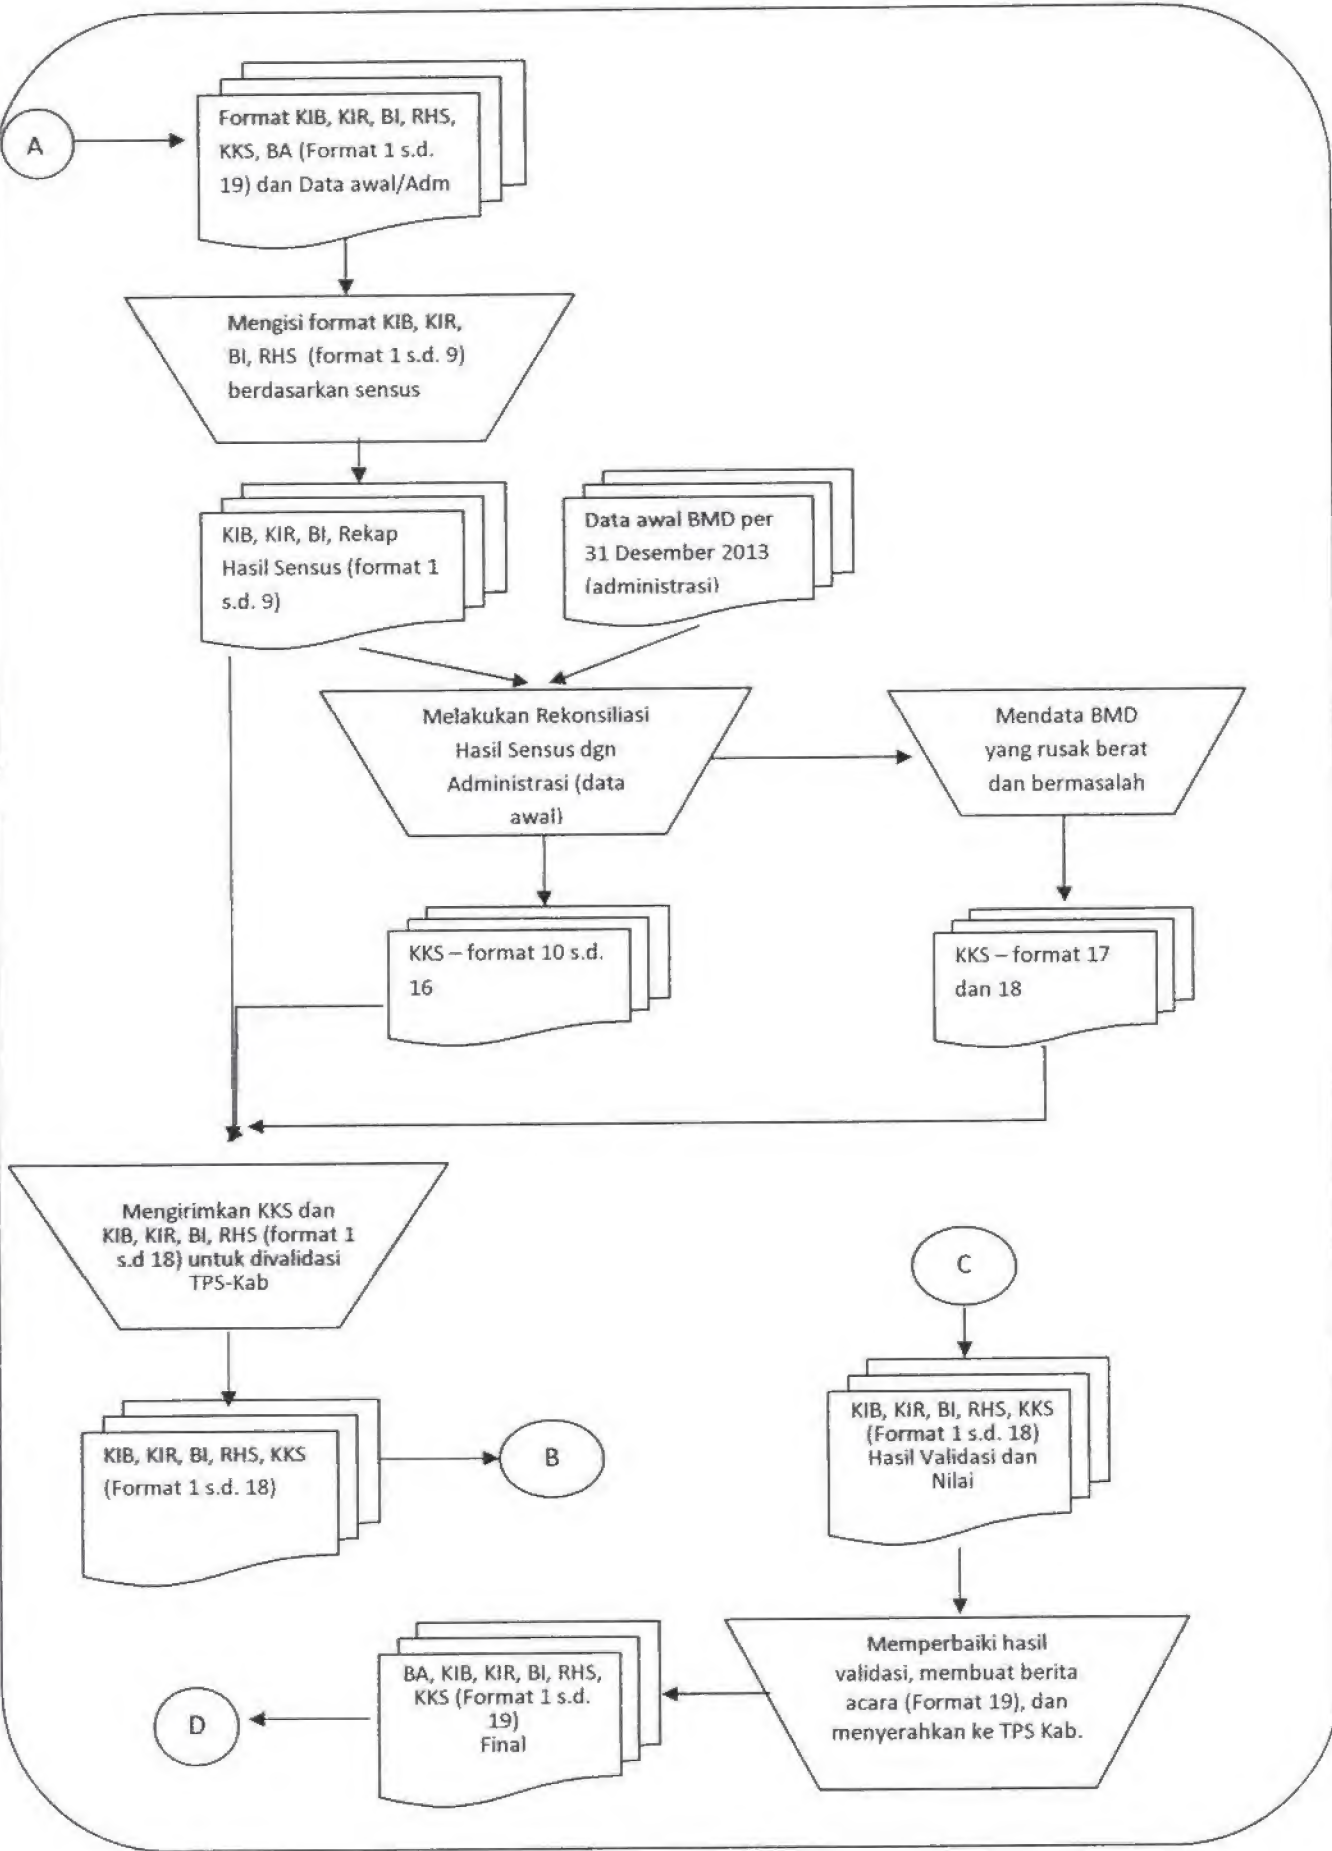 A
Format KIB, KIR, BI, RHS,
KKS, BA (Format 1 s.d.
19) dan Data awal/Adm
Mengisi format KIB, KIR,
BI, RHS (format 1 s.d. 9)
berdasarkan sensus
KIB, KIR, BI, Rekap
Hasil Sensus (format 1
s.d. 9)
Data awal BMD per
31 Desember 2013
(administrasi)
Melakukan Rekonsiliasi
Hasil Sensus dgn
Administrasi (data
awal)
Mendata BMD
yang rusak berat
dan bermasalah
KKS – format 10 s.d.
16
KKS – format 17
dan 18
Mengirimkan KKS dan
KIB, KIR, BI, RHS (format 1
s.d 18) untuk divalidasi
TPS-Kab
KIB, KIR, BI, RHS, KKS
(Format 1 s.d. 18)
B
C
KIB, KIR, BI, RHS, KKS
(Format 1 s.d. 18)
Hasil Validasi dan
Nilai
Memperbaiki hasil
validasi, membuat berita
acara (Format 19), dan
menyerahkan ke TPS Kab.
BA, KIB, KIR, BI, RHS,
KKS (Format 1 s.d.
19)
Final
D